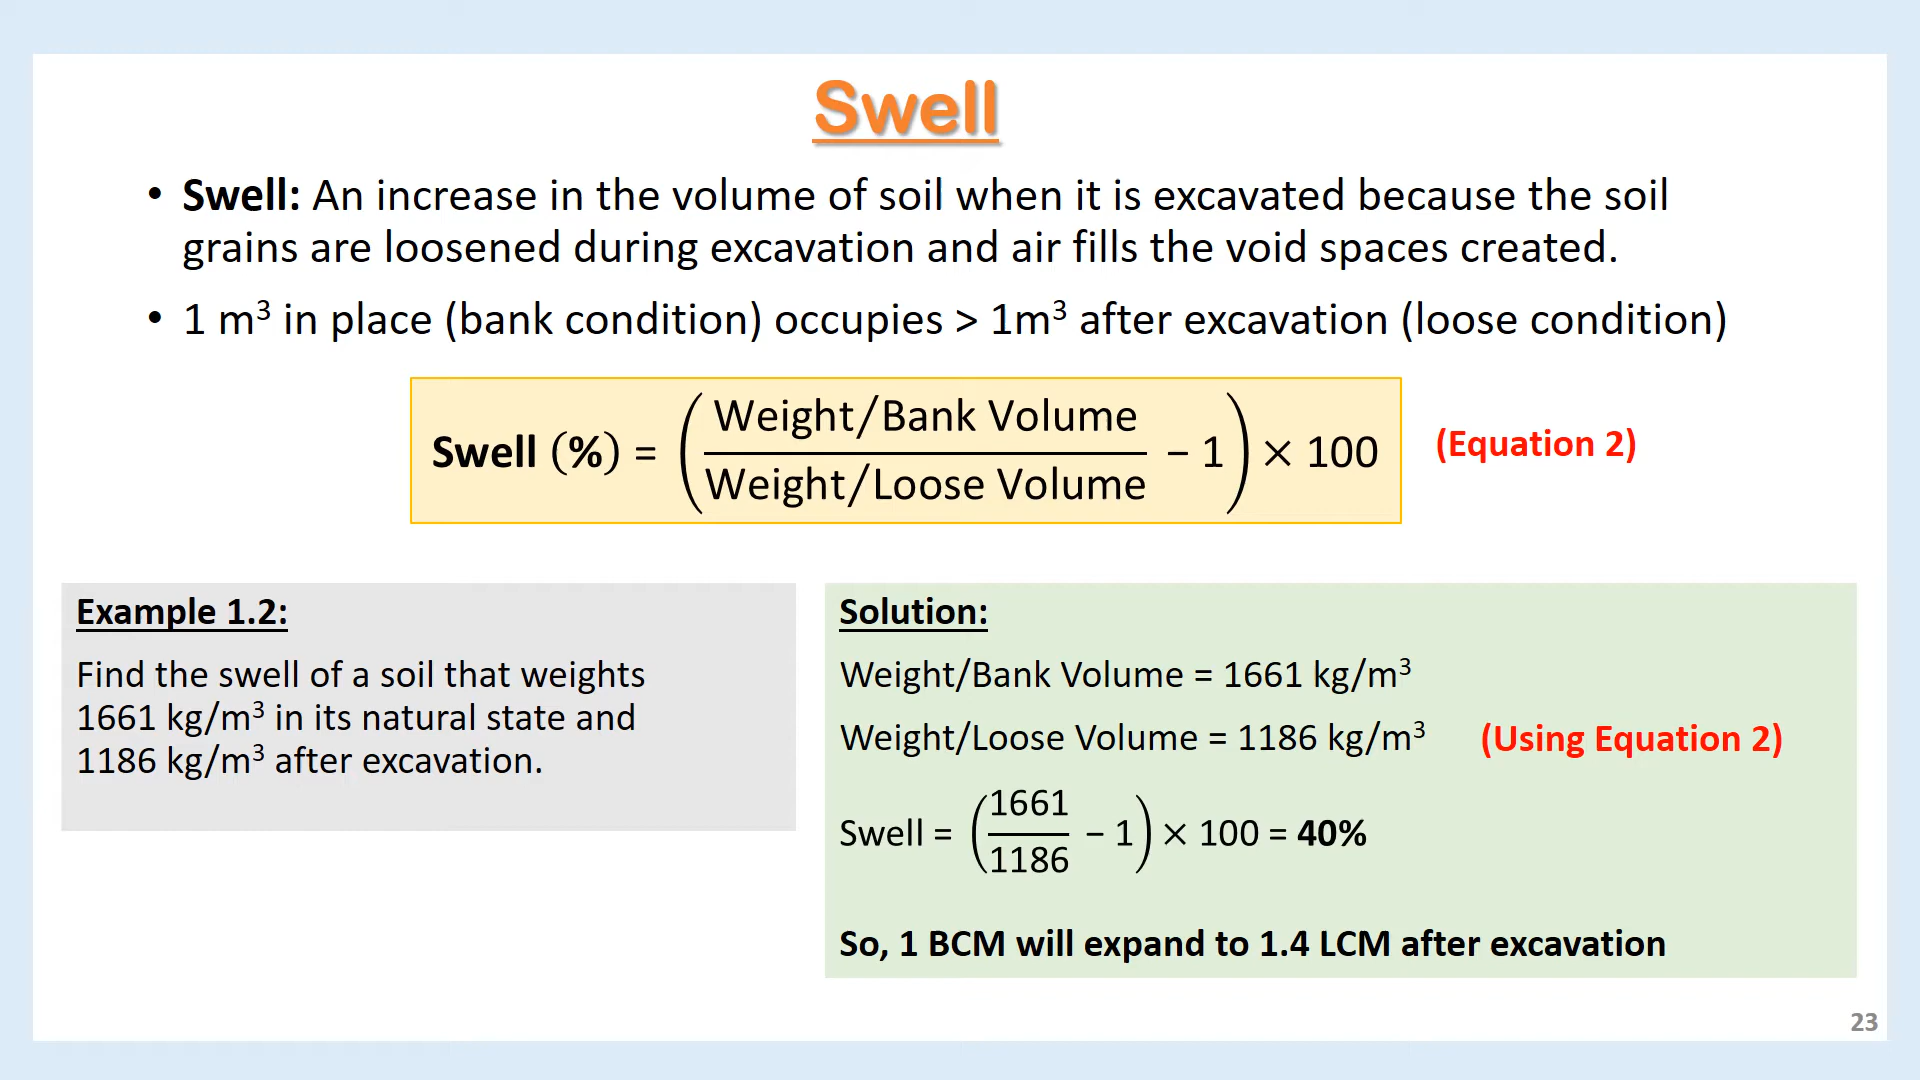 Swell
• Swell: An increase in the volume of soil when it is excavated because the soil
grains are loosened during excavation and air fills the void spaces created.
• 1 m³ in place (bank condition) occupies > 1m³ after excavation (loose condition)
Swell (%) = (Weight/Bank Volume / Weight/Loose Volume − 1) × 100
(Equation 2)
Example 1.2:
Find the swell of a soil that weights
1661 kg/m³ in its natural state and
1186 kg/m³ after excavation.
Solution:
Weight/Bank Volume = 1661 kg/m³
Weight/Loose Volume = 1186 kg/m³
(Using Equation 2)
Swell = (1661 / 1186 − 1) × 100 = 40%
So, 1 BCM will expand to 1.4 LCM after excavation
23